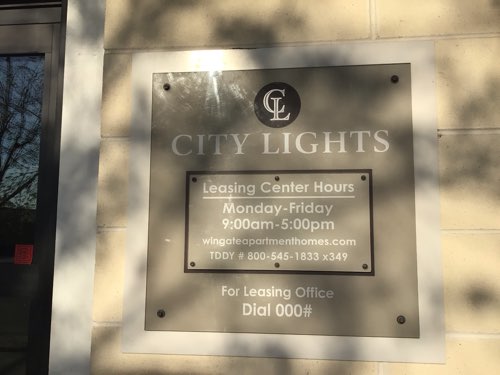 CL
CITY LIGHTS
Leasing Center Hours
Monday-Friday
9:00am-5:00pm
wingateapartmenthomes.com
TDDY # 800-545-1833 x349
For Leasing Office
Dial 000#